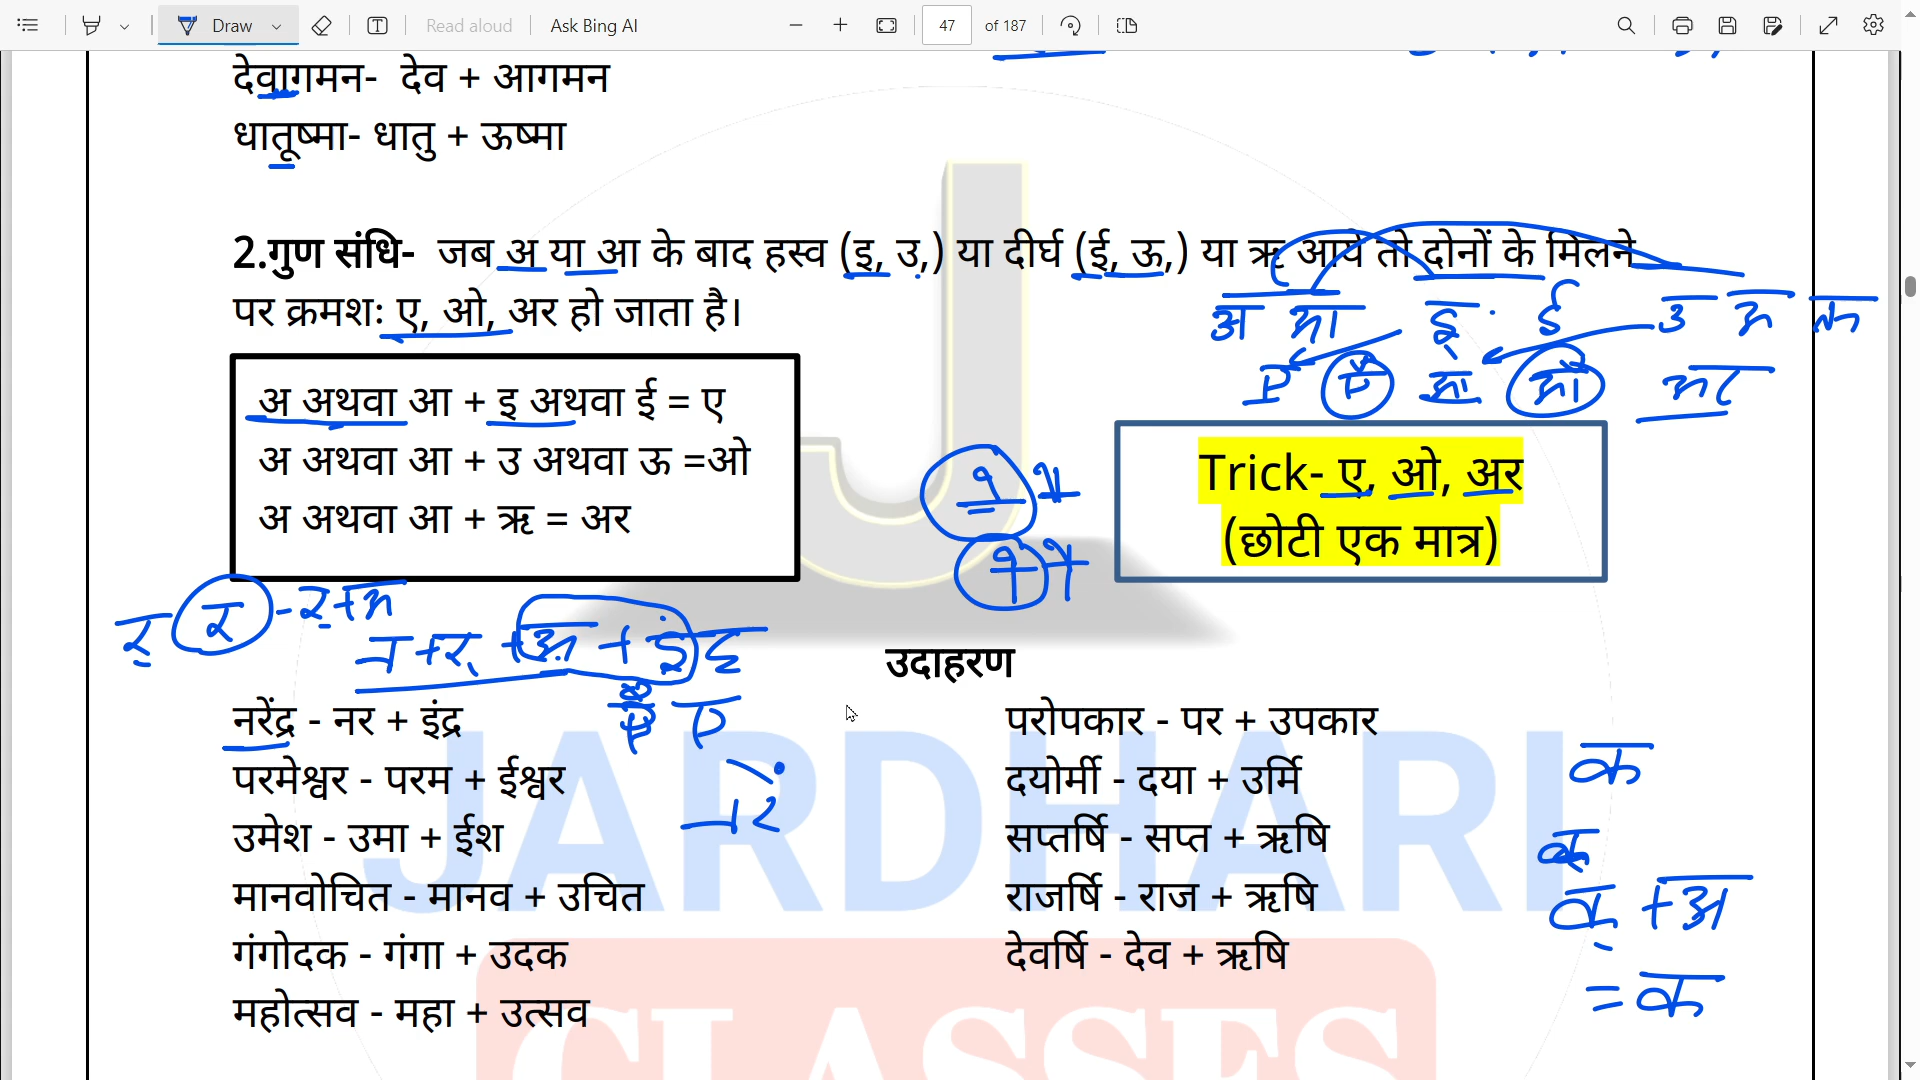 Draw
Read aloud
Ask Bing AI
47 of 187
देवागमन- देव + आगमन
धातूष्मा- धातु + ऊष्मा
2.गुण संधि- जब अ या आ के बाद हस्व (इ, उ,) या दीर्घ (ई, ऊ,) या ऋ आये तो दोनों के मिलने
पर क्रमशः ए, ओ, अर हो जाता है।
अ आ इ ई उ ऊ ऋ
अ अथवा आ + इ अथवा ई = ए
अ अथवा आ + उ अथवा ऊ =ओ
अ अथवा आ + ऋ = अर
ए ऐ ओ औ अर
Trick- ए, ओ, अर
(छोटी एक मात्र)
र् र - र् + अ
न + र् + अ + इ
उदाहरण
नरेंद्र - नर + इंद्र
परमेश्वर - परम + ईश्वर
उमेश - उमा + ईश
मानवोचित - मानव + उचित
गंगोदक - गंगा + उदक
महोत्सव - महा + उत्सव
परोपकार - पर + उपकार
दयोर्मी - दया + उर्मि
सप्तर्षि - सप्त + ऋषि
राजर्षि - राज + ऋषि
देवर्षि - देव + ऋषि
क
क्
क् + अ
= क
JARDHARI
CLASSES